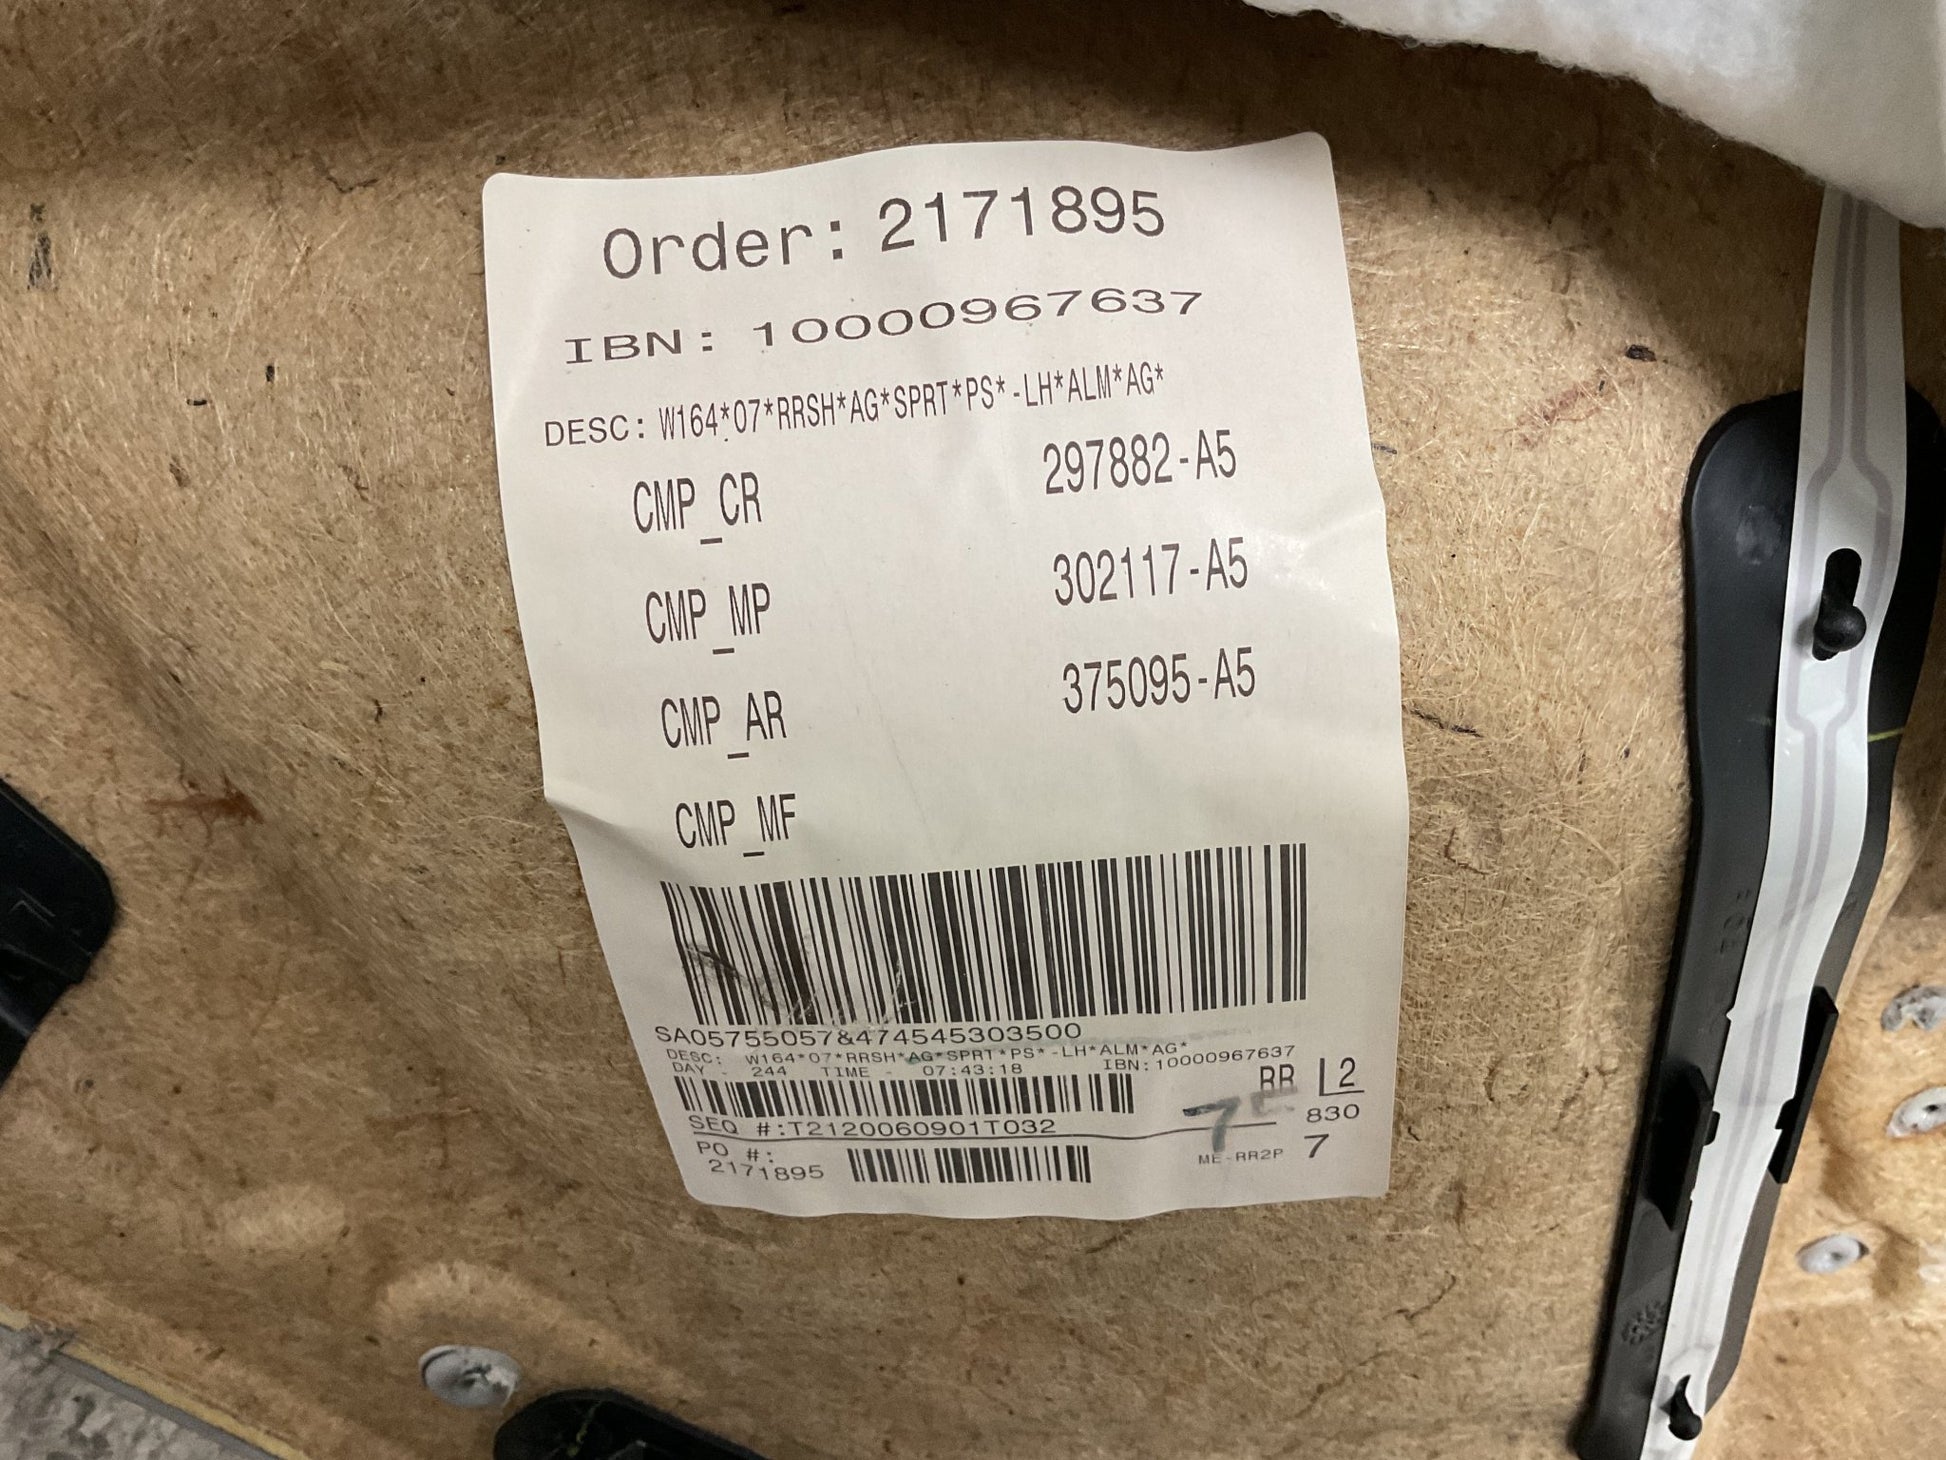 Order: 2171895
IBN: 10000967637
DESC: W164*07*RRSH*AG*SPRT*PS*-LH*ALM*AG*
CMP_CR 297882-A5
CMP_MP 302117-A5
CMP_AR 375095-A5
CMP_MF
SA05755057&474545303500
DESC: W164*07*RRSH*AG*SPRT*PS*-LH*ALM*AG*
DAY - 244 TIME - 07:43:18 IBN:10000967637
RR L2
SEQ #:T2120060901T032
7 830
PO #:
2171895
ME-RR2P 7